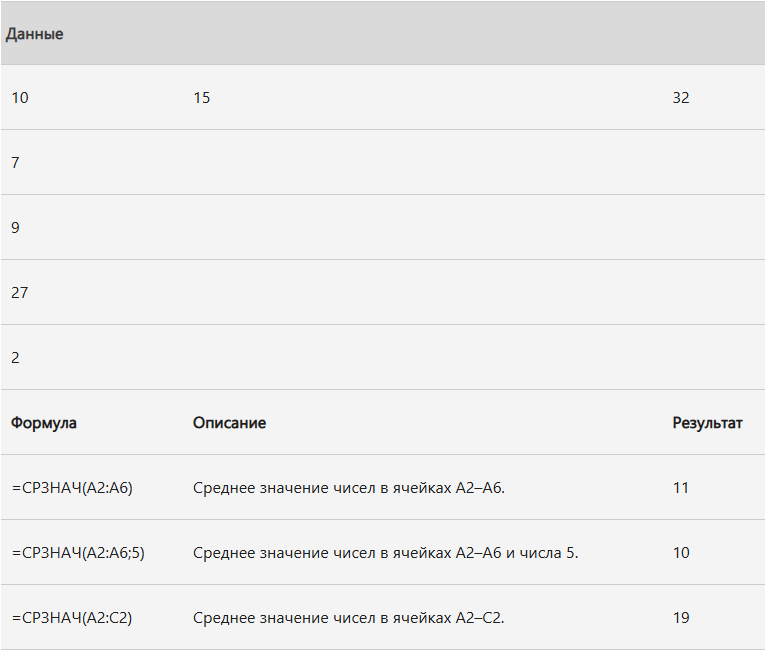 Данные
10 15 32
7
9
27
2
Формула Описание Результат
=СРЗНАЧ(A2:A6) Среднее значение чисел в ячейках A2–A6. 11
=СРЗНАЧ(A2:A6;5) Среднее значение чисел в ячейках A2–A6 и числа 5. 10
=СРЗНАЧ(A2:C2) Среднее значение чисел в ячейках A2–C2. 19